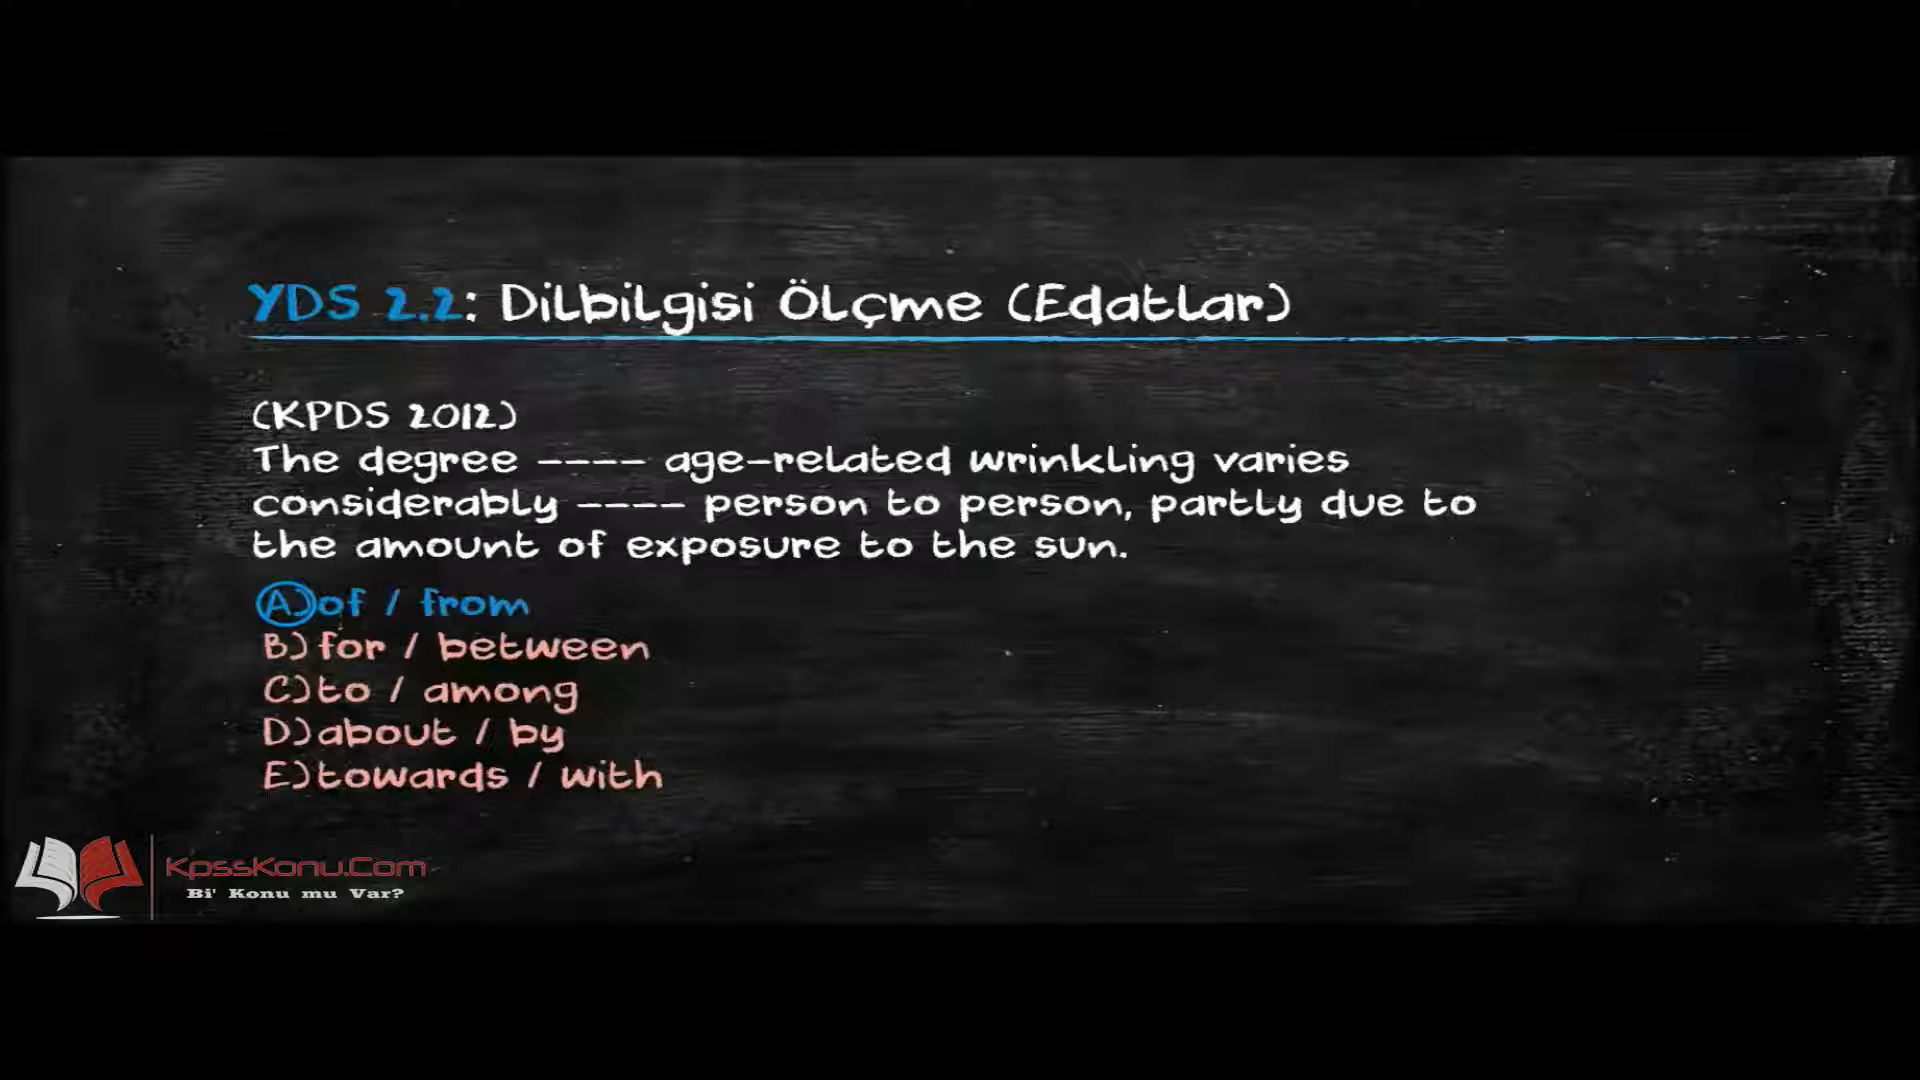 YDS 2.2: Dilbilgisi Ölçme (Edatlar)
(KPDS 2012)
The degree ---- age-related wrinkling varies
considerably ---- person to person, partly due to
the amount of exposure to the sun.
A) of / from
B) for / between
C) to / among
D) about / by
E) towards / with
KpssKonu.Com
Bi' Konu mu Var?